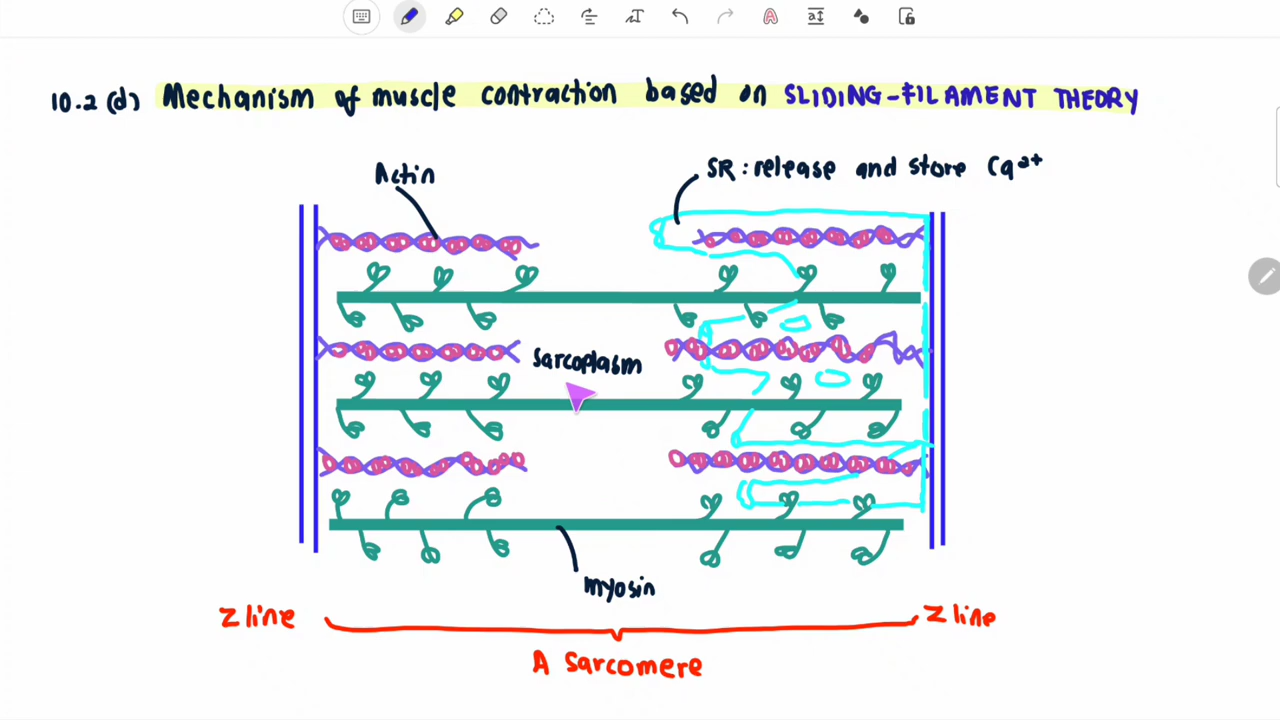 10.2 (d) Mechanism of muscle contraction based on SLIDING-FILAMENT THEORY
Actin
SR: release and store Ca²⁺
Sarcoplasm
myosin
Z line
Z line
A Sarcomere